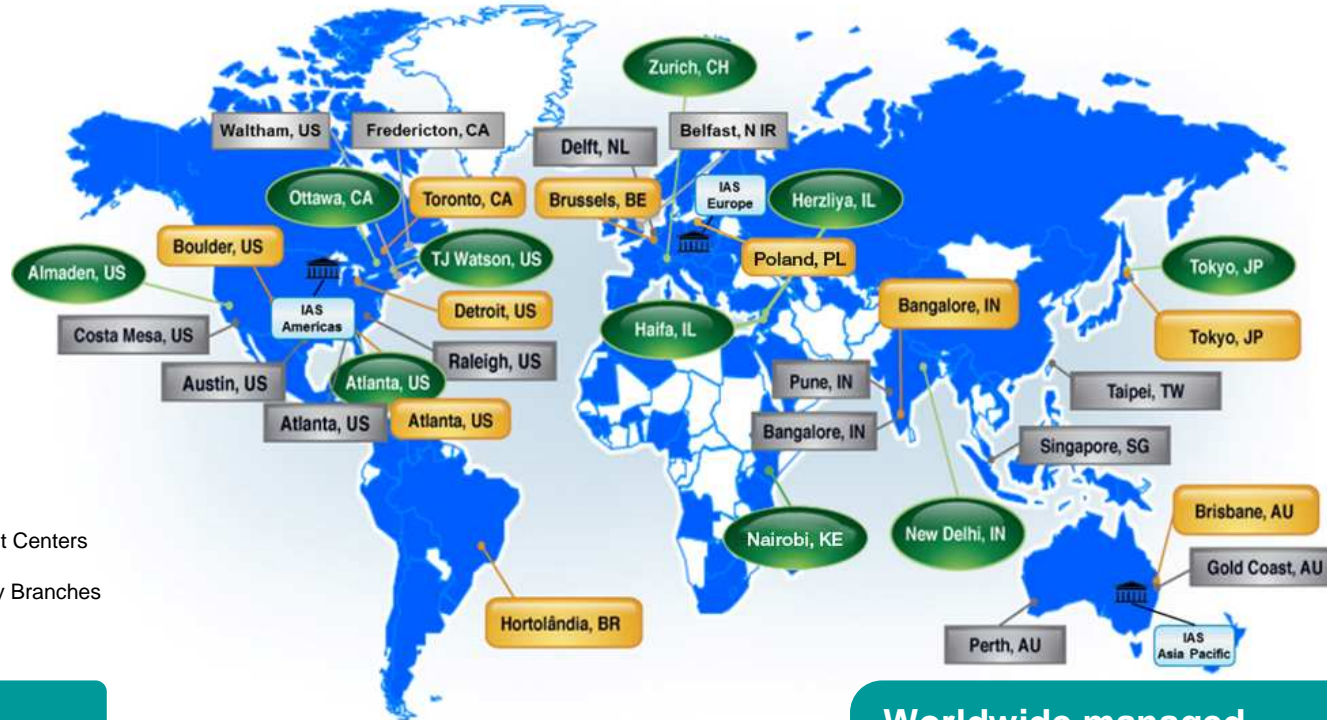 Zurich, CH
Waltham, US
Fredericton, CA
Delft, NL
Belfast, N IR
Ottawa, CA
Toronto, CA
Brussels, BE
IAS
Europe
Herzliya, IL
Boulder, US
TJ Watson, US
Poland, PL
Almaden, US
Tokyo, JP
IAS
Americas
Detroit, US
Bangalore, IN
Costa Mesa, US
Haifa, IL
Tokyo, JP
Raleigh, US
Austin, US
Atlanta, US
Pune, IN
Taipei, TW
Atlanta, US
Atlanta, US
Bangalore, IN
Singapore, SG
Brisbane, AU
t Centers
Nairobi, KE
New Delhi, IN
Gold Coast, AU
y Branches
Hortolândia, BR
Perth, AU
IAS
Asia Pacific
Worldwide managed